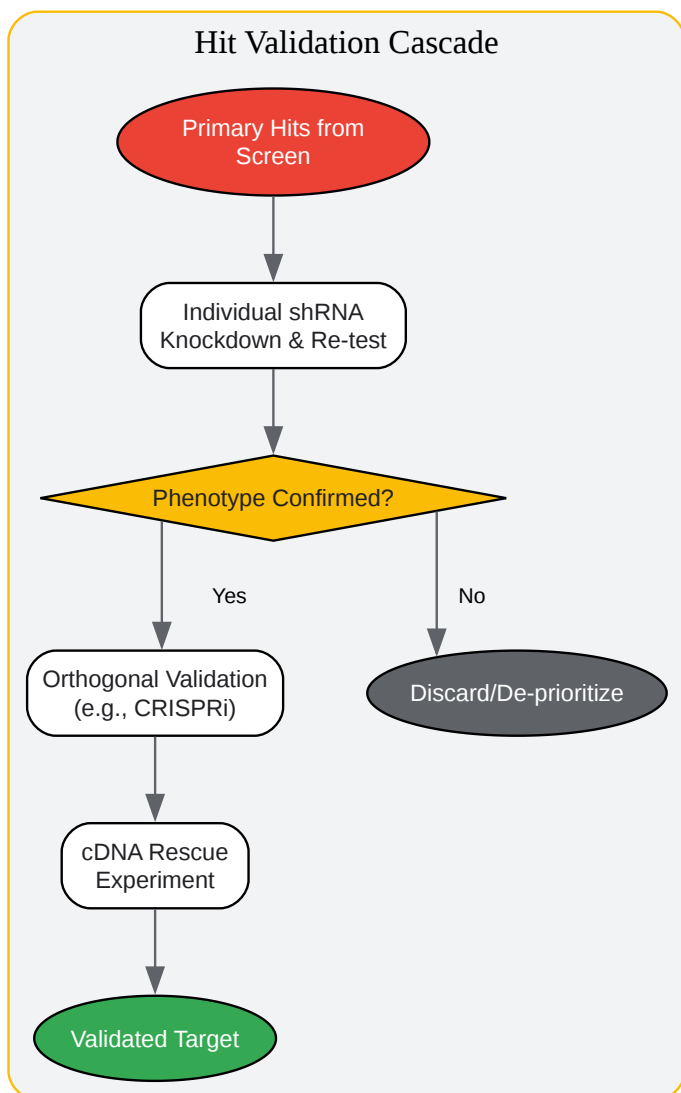 Hit Validation Cascade
Primary Hits from
Screen
Individual shRNA
Knockdown & Re-test
Phenotype Confirmed?
Yes
No
Orthogonal Validation
(e.g., CRISPRi)
Discard/De-prioritize
cDNA Rescue
Experiment
Validated Target